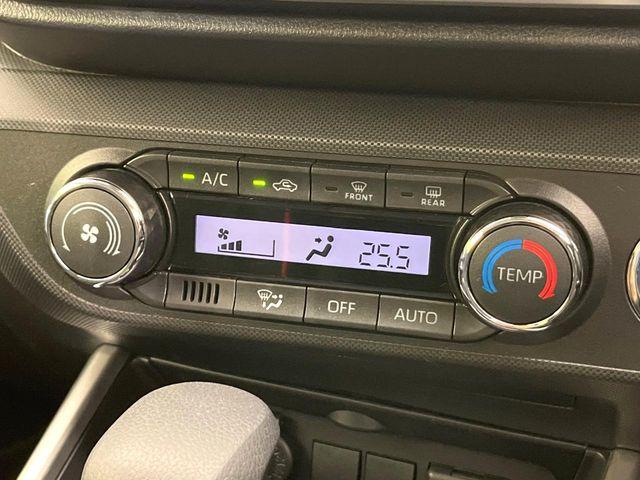 A/C
FRONT
REAR
25.5
TEMP
OFF
AUTO